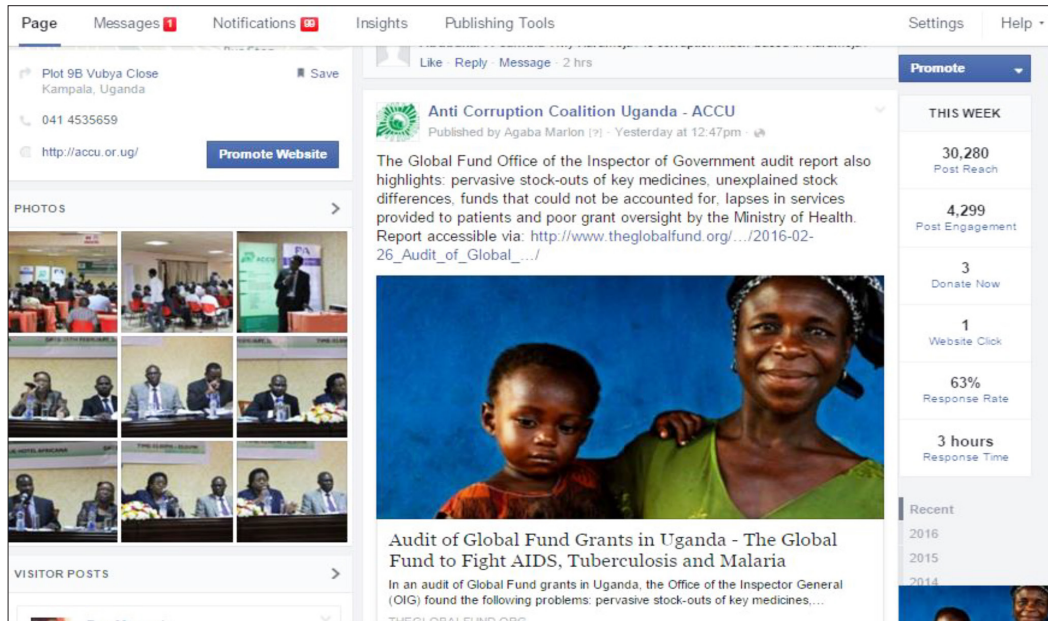 Page Messages 1 Notifications 99 Insights Publishing Tools Settings Help
Plot 9B Vubya Close Save
Kampala, Uganda
041 4535659
http://accu.or.ug/ Promote Website
PHOTOS
ACCU
VISITOR POSTS
Like · Reply · Message · 2 hrs
Anti Corruption Coalition Uganda - ACCU
Published by Agaba Marlon [?] · Yesterday at 12:47pm ·
The Global Fund Office of the Inspector of Government audit report also
highlights: pervasive stock-outs of key medicines, unexplained stock
differences, funds that could not be accounted for, lapses in services
provided to patients and poor grant oversight by the Ministry of Health.
Report accessible via: http://www.theglobalfund.org/…/2016-02-
26_Audit_of_Global_…/
Audit of Global Fund Grants in Uganda - The Global
Fund to Fight AIDS, Tuberculosis and Malaria
In an audit of Global Fund grants in Uganda, the Office of the Inspector General
(OIG) found the following problems: pervasive stock-outs of key medicines,…
THEGLOBALFUND.ORG
Promote
THIS WEEK
30,280
Post Reach
4,299
Post Engagement
3
Donate Now
1
Website Click
63%
Response Rate
3 hours
Response Time
Recent
2016
2015
2014